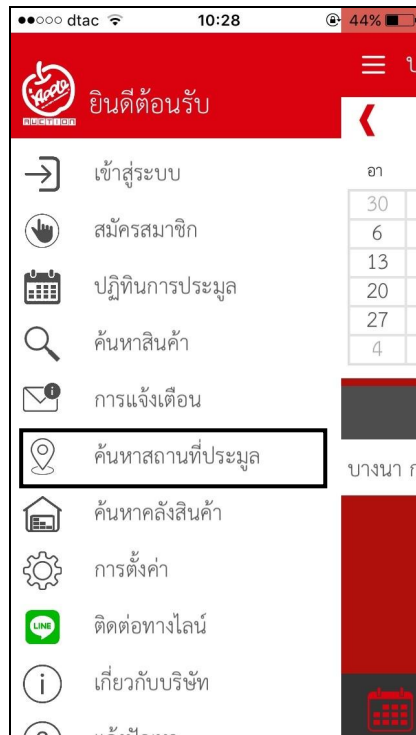 dtac 10:28 44%
Apple
AUCTION
ยินดีต้อนรับ
เข้าสู่ระบบ
สมัครสมาชิก
ปฏิทินการประมูล
ค้นหาสินค้า
การแจ้งเตือน
ค้นหาสถานที่ประมูล
ค้นหาคลังสินค้า
การตั้งค่า
LINE ติดต่อทางไลน์
เกี่ยวกับบริษัท
อา
30
6
13
20
27
4
บางนา